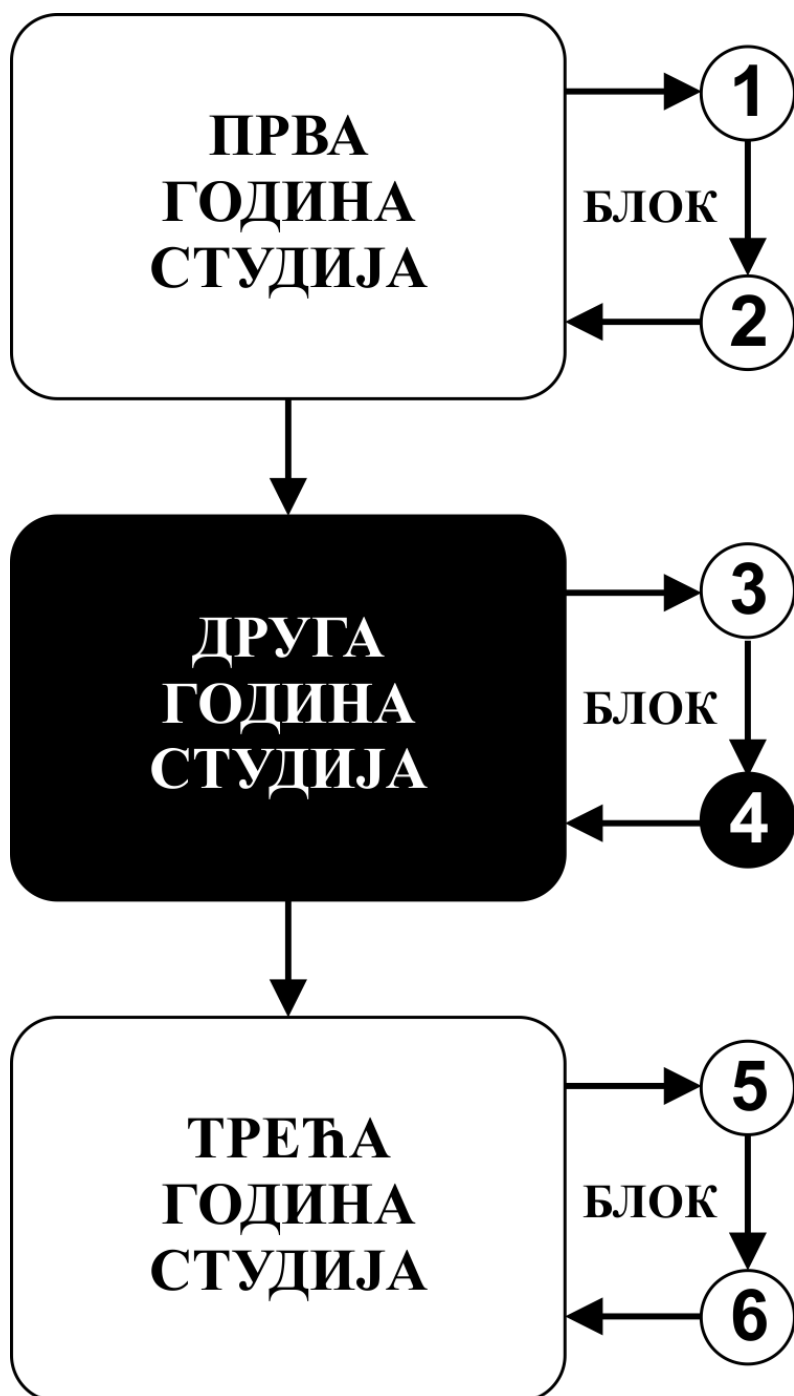 ПРВА
ГОДИНА
СТУДИЈА
1
БЛОК
2
ДРУГА
ГОДИНА
СТУДИЈА
3
БЛОК
4
ТРЕЋА
ГОДИНА
СТУДИЈА
5
БЛОК
6